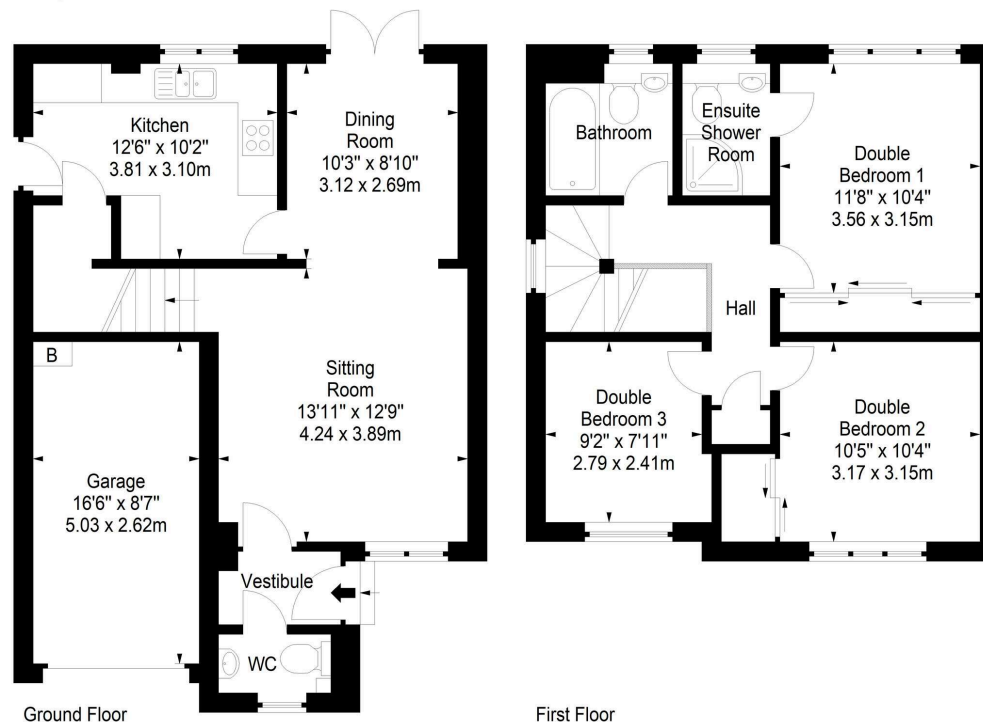 Kitchen
12'6" x 10'2"
3.81 x 3.10m
Dining
Room
10'3" x 8'10"
3.12 x 2.69m
B
Sitting
Room
13'11" x 12'9"
4.24 x 3.89m
Garage
16'6" x 8'7"
5.03 x 2.62m
Vestibule
WC
Ground Floor
Bathroom
Ensuite
Shower
Room
Double
Bedroom 1
11'8" x 10'4"
3.56 x 3.15m
Hall
Double
Bedroom 3
9'2" x 7'11"
2.79 x 2.41m
Double
Bedroom 2
10'5" x 10'4"
3.17 x 3.15m
First Floor